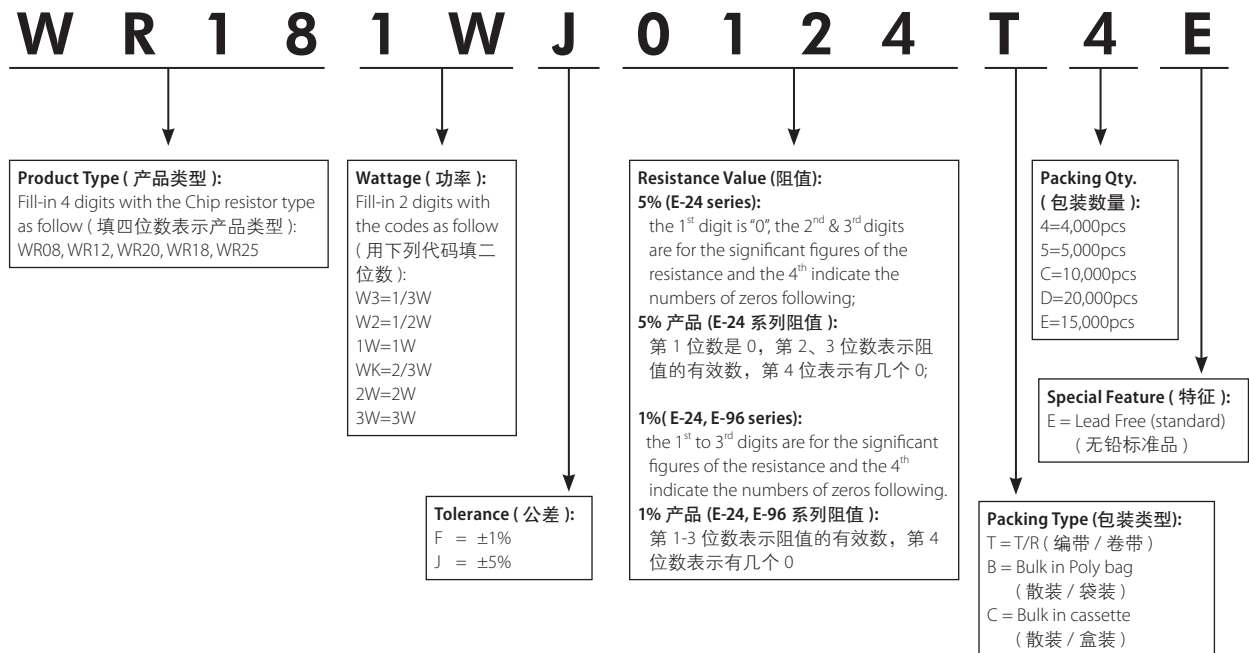 W R 1 8 1 W J 0 1 2 4 T 4 E
Product Type ( 产品类型 ):
Fill-in 4 digits with the Chip resistor type
as follow ( 填四位数表示产品类型 ):
WR08, WR12, WR20, WR18, WR25
Wattage ( 功率 ):
Fill-in 2 digits with
the codes as follow
( 用下列代码填二
位数 ):
W3=1/3W
W2=1/2W
1W=1W
WK=2/3W
2W=2W
3W=3W
Tolerance ( 公差 ):
F = ±1%
J = ±5%
Resistance Value (阻值):
5% (E-24 series):
the 1st digit is "0", the 2nd & 3rd digits
are for the significant figures of the
resistance and the 4th indicate the
numbers of zeros following;
5% 产品 (E-24 系列阻值 ):
第 1 位数是 0，第 2、3 位数表示阻
值的有效数，第 4 位表示有几个 0;
1%( E-24, E-96 series):
the 1st to 3rd digits are for the significant
figures of the resistance and the 4th
indicate the numbers of zeros following.
1% 产品 (E-24, E-96 系列阻值 ):
第 1-3 位数表示阻值的有效数，第 4
位数表示有几个 0
Packing Qty.
( 包装数量 ):
4=4,000pcs
5=5,000pcs
C=10,000pcs
D=20,000pcs
E=15,000pcs
Special Feature ( 特征 ):
E = Lead Free (standard)
( 无铅标准品 )
Packing Type (包装类型):
T = T/R ( 编带 / 卷带 )
B = Bulk in Poly bag
( 散装 / 袋装 )
C = Bulk in cassette
( 散装 / 盒装 )